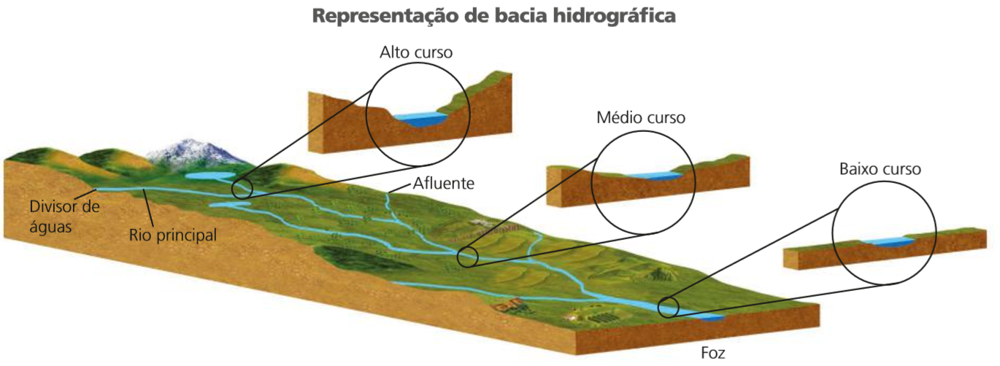 Representação de bacia hidrográfica
Alto curso
Médio curso
Baixo curso
Afluente
Divisor de
águas
Rio principal
Foz